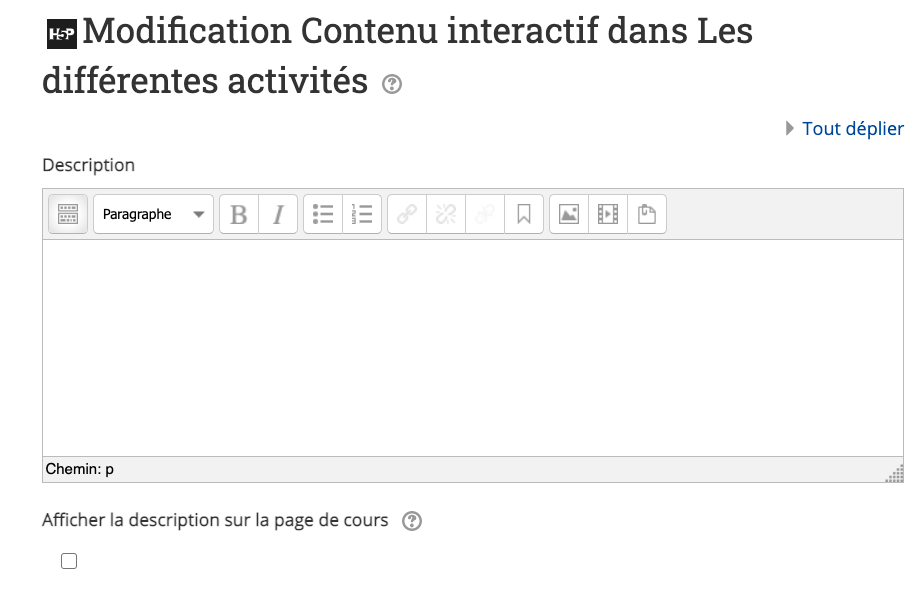 H5P Modification Contenu interactif dans Les
différentes activités ?
Tout déplier
Description
Paragraphe B I
Chemin: p
Afficher la description sur la page de cours ?